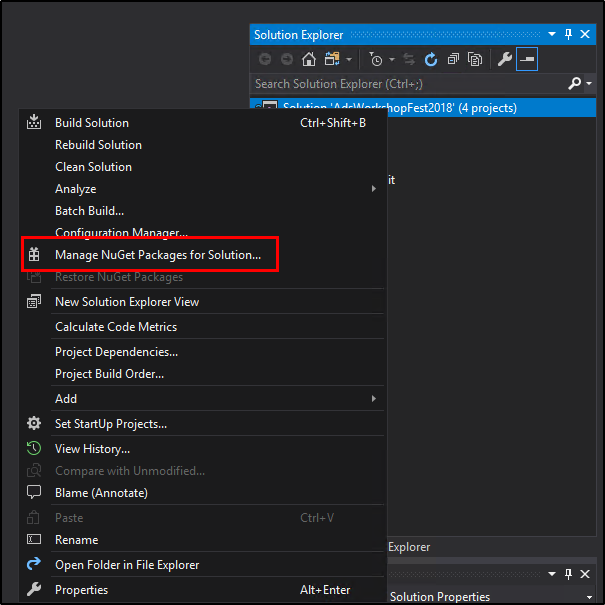 Solution Explorer
Search Solution Explorer (Ctrl+;)
Solution 'AdsWorkshopFest2018' (4 projects)
Build Solution Ctrl+Shift+B
Rebuild Solution
Clean Solution
it
Analyze
Batch Build...
Configuration Manager...
Manage NuGet Packages for Solution...
Restore NuGet Packages
New Solution Explorer View
Calculate Code Metrics
Project Dependencies...
Project Build Order...
Add
Set StartUp Projects...
View History...
Compare with Unmodified...
Blame (Annotate)
Paste Ctrl+V
Rename
Explorer
Open Folder in File Explorer
Properties Alt+Enter
Solution Properties